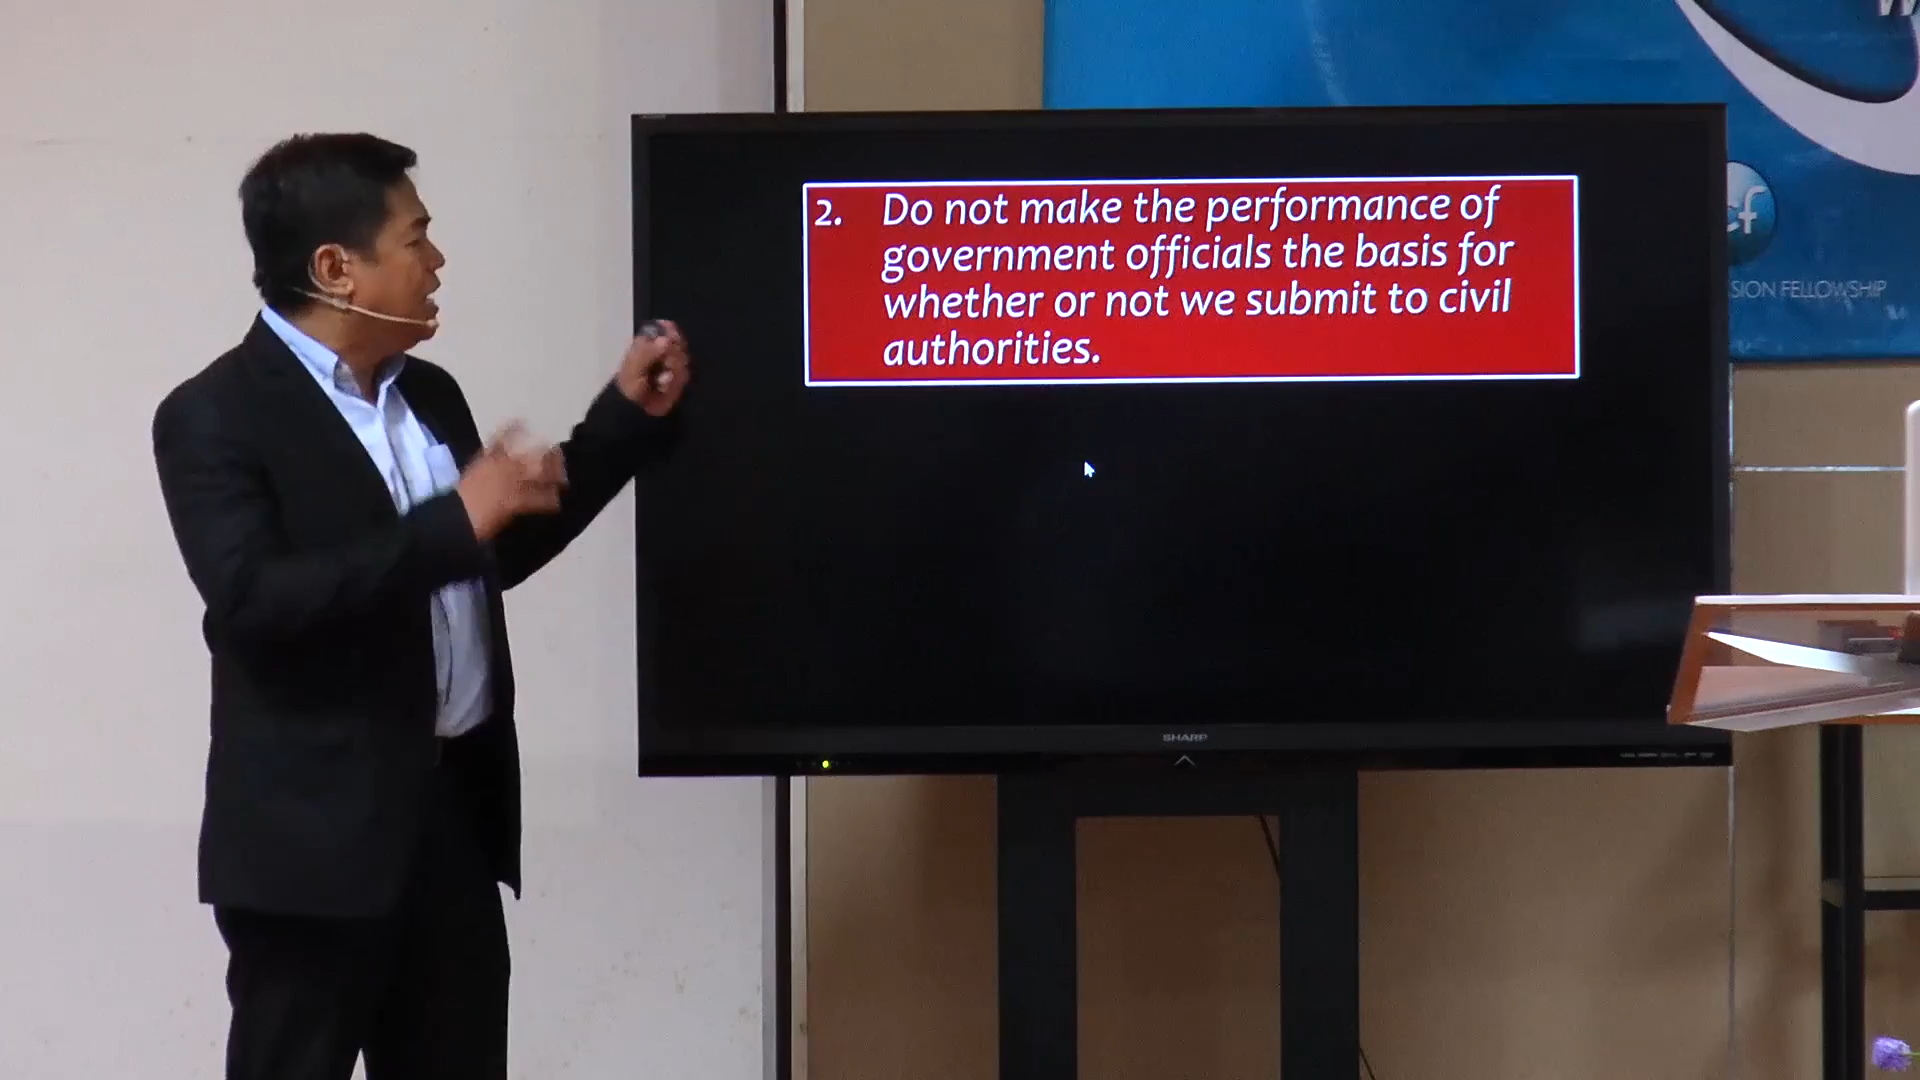 2. Do not make the performance of
government officials the basis for
whether or not we submit to civil
authorities.
SION FELLOWSHIP
cf
SHARP